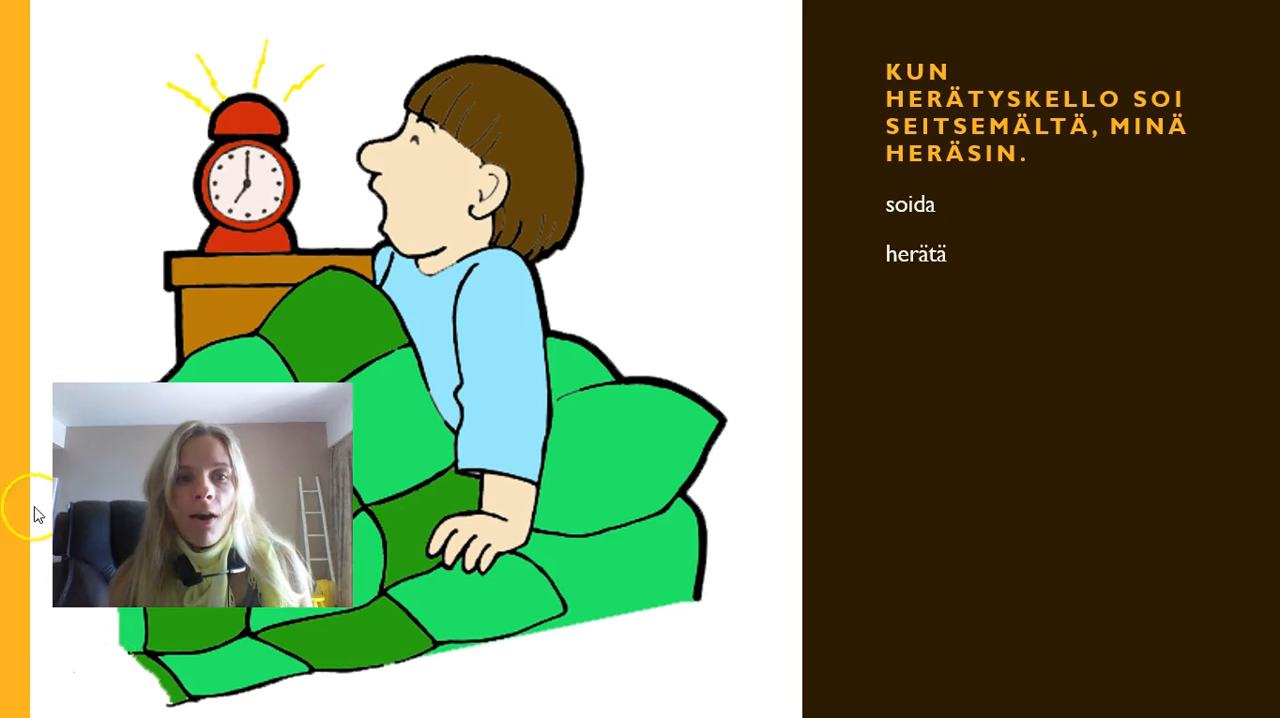 KUN
HERÄTYSKELLO SOI
SEITSEMÄLTÄ, MINÄ
HERÄSIN.
soida
herätä